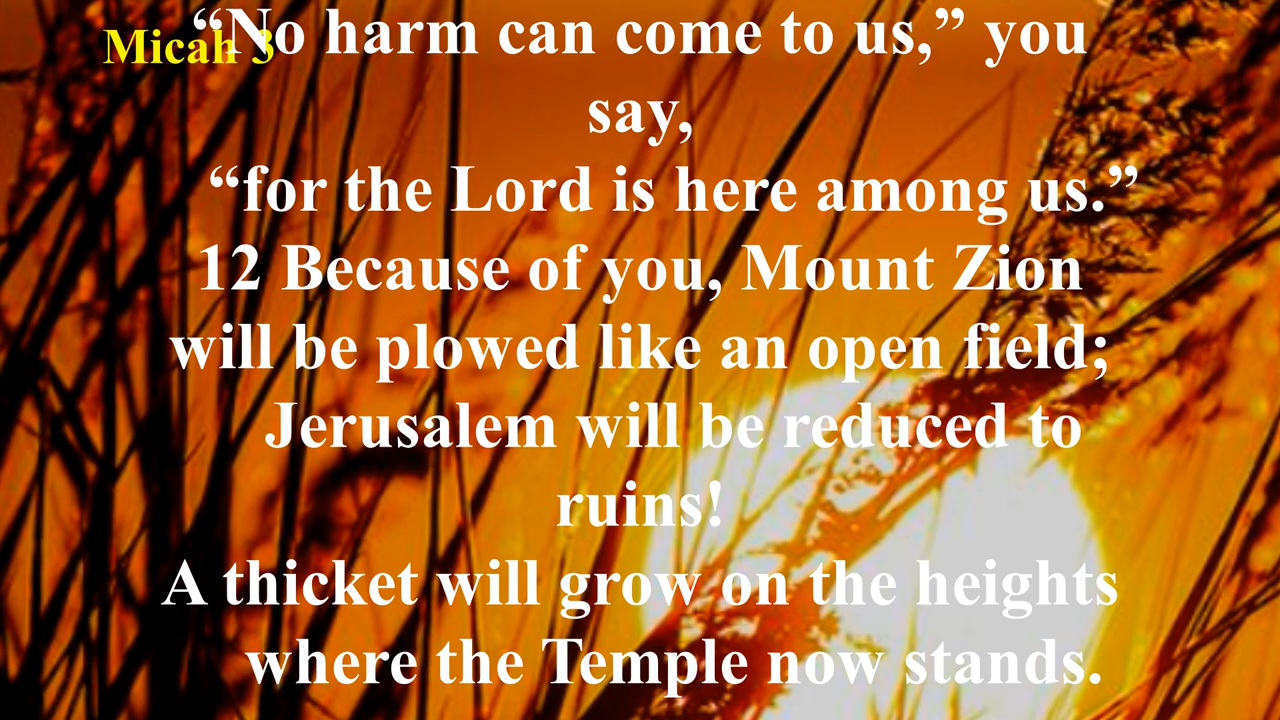 Micah 3
“No harm can come to us,” you
say,
“for the Lord is here among us.”
12 Because of you, Mount Zion
will be plowed like an open field;
Jerusalem will be reduced to
ruins!
A thicket will grow on the heights
where the Temple now stands.